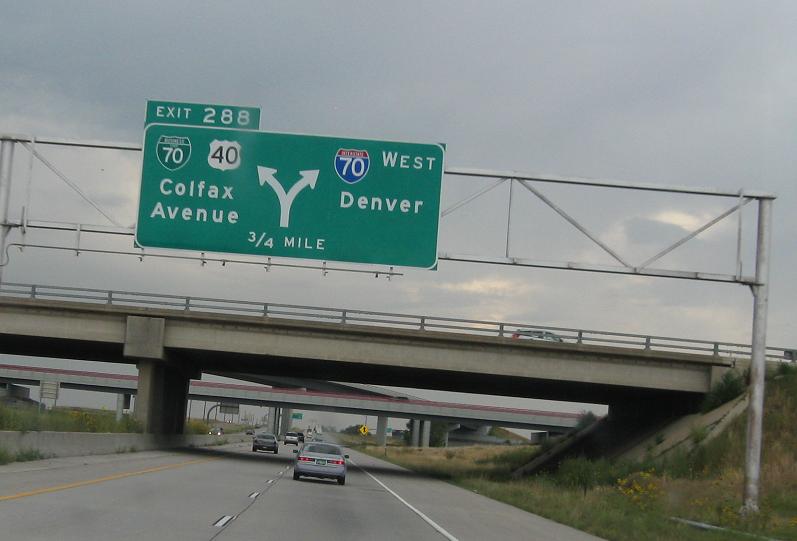 EXIT 288
BUSINESS
70
40
Colfax
Avenue
INTERSTATE
70
WEST
Denver
3/4 MILE